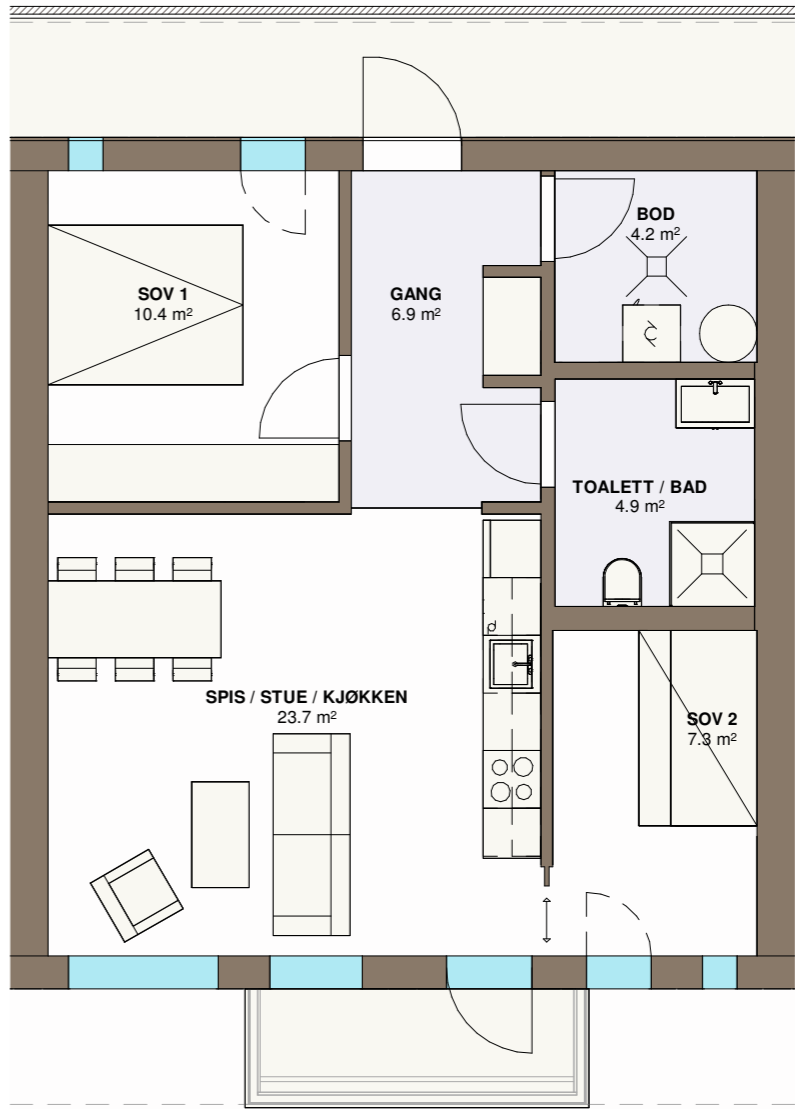 BOD
4.2 m²
SOV 1
10.4 m²
GANG
6.9 m²
TOALETT / BAD
4.9 m²
SPIS / STUE / KJØKKEN
23.7 m²
SOV 2
7.3 m²